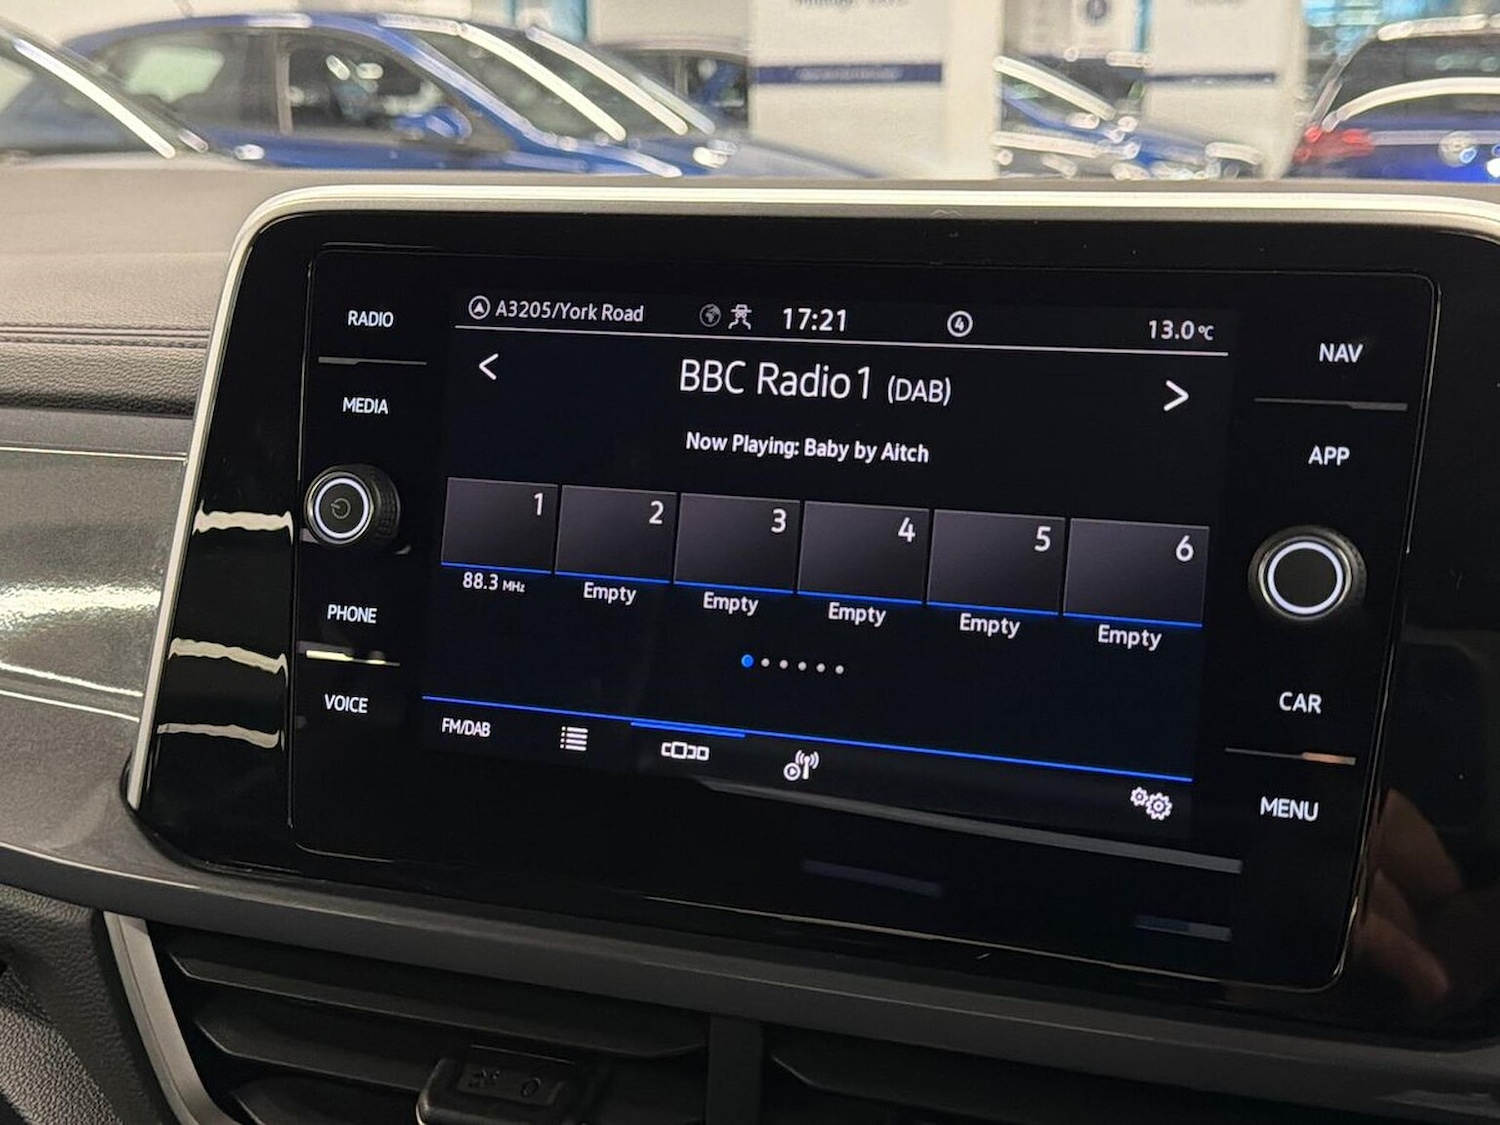 RADIO
MEDIA
PHONE
VOICE
A3205/York Road
17:21
4
13.0°C
< BBC Radio1 (DAB) >
Now Playing: Baby by Aitch
1 2 3 4 5 6
88.3 MHz Empty Empty Empty Empty Empty
FM/DAB
NAV
APP
CAR
MENU